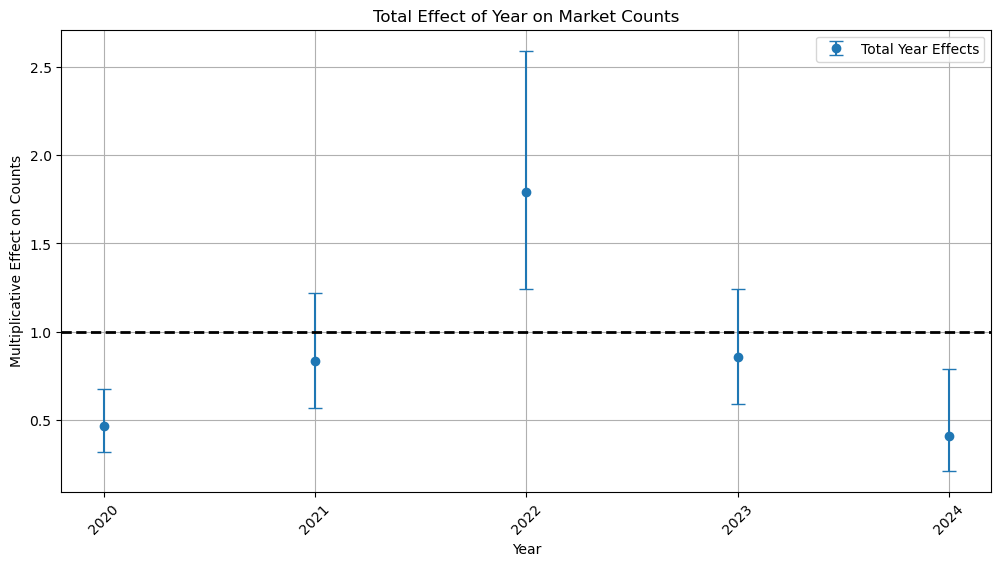 Total Effect of Year on Market Counts
Total Year Effects
Multiplicative Effect on Counts
2.5
2.0
1.5
1.0
0.5
2020
2021
2022
2023
2024
Year